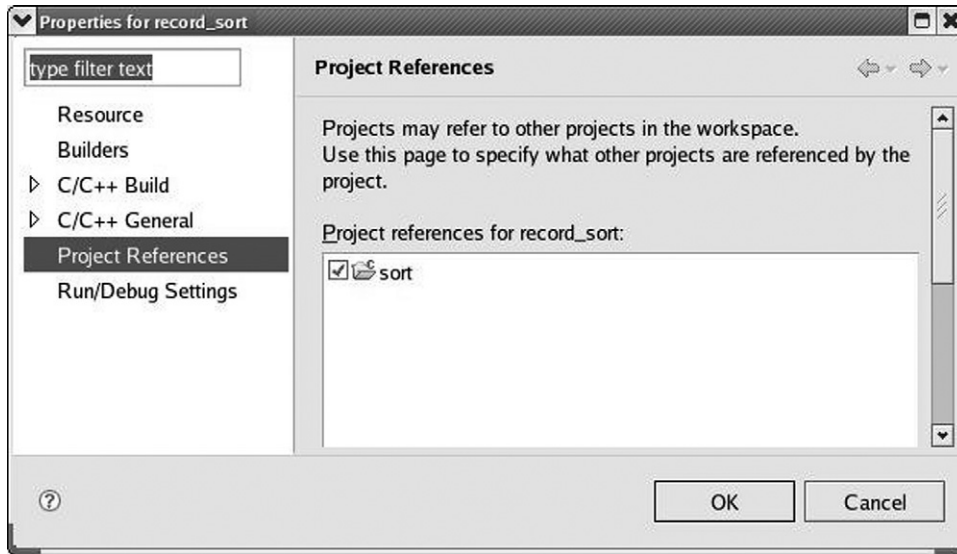 Properties for record_sort
type filter text
Resource
Builders
C/C++ Build
C/C++ General
Project References
Run/Debug Settings
Project References
Projects may refer to other projects in the workspace.
Use this page to specify what other projects are referenced by the
project.
Project references for record_sort:
sort
OK
Cancel